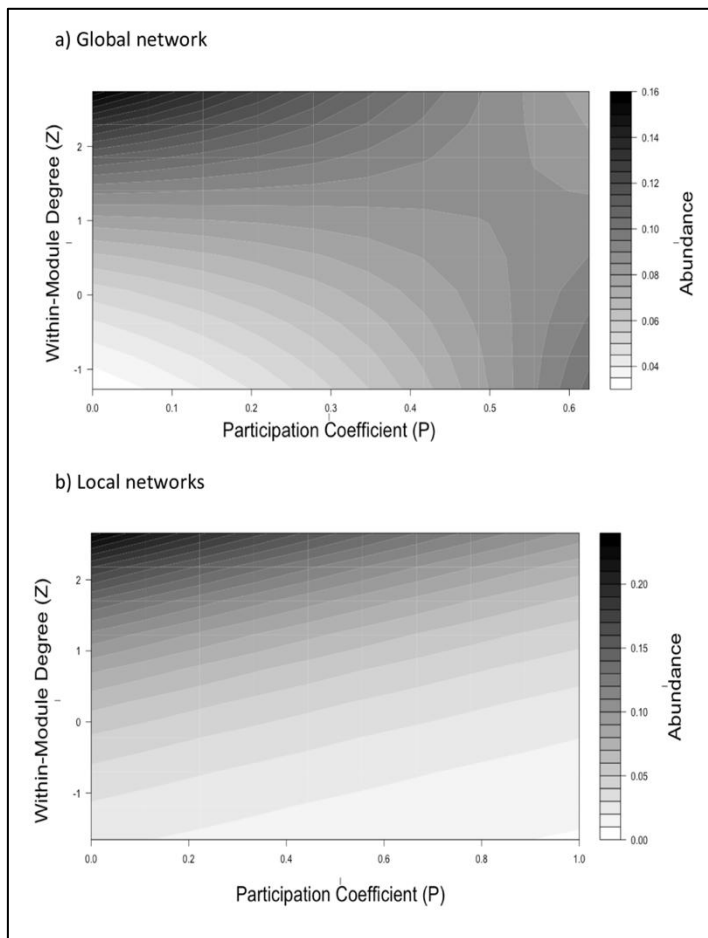 a) Global network
Within-Module Degree (Z)
2
1
0
-1
0.0 0.1 0.2 0.3 0.4 0.5 0.6
Participation Coefficient (P)
0.16
0.14
0.12
0.10
0.08
0.06
0.04
Abundance
b) Local networks
Within-Module Degree (Z)
2
1
0
-1
0.0 0.2 0.4 0.6 0.8 1.0
Participation Coefficient (P)
0.20
0.15
0.10
0.05
0.00
Abundance